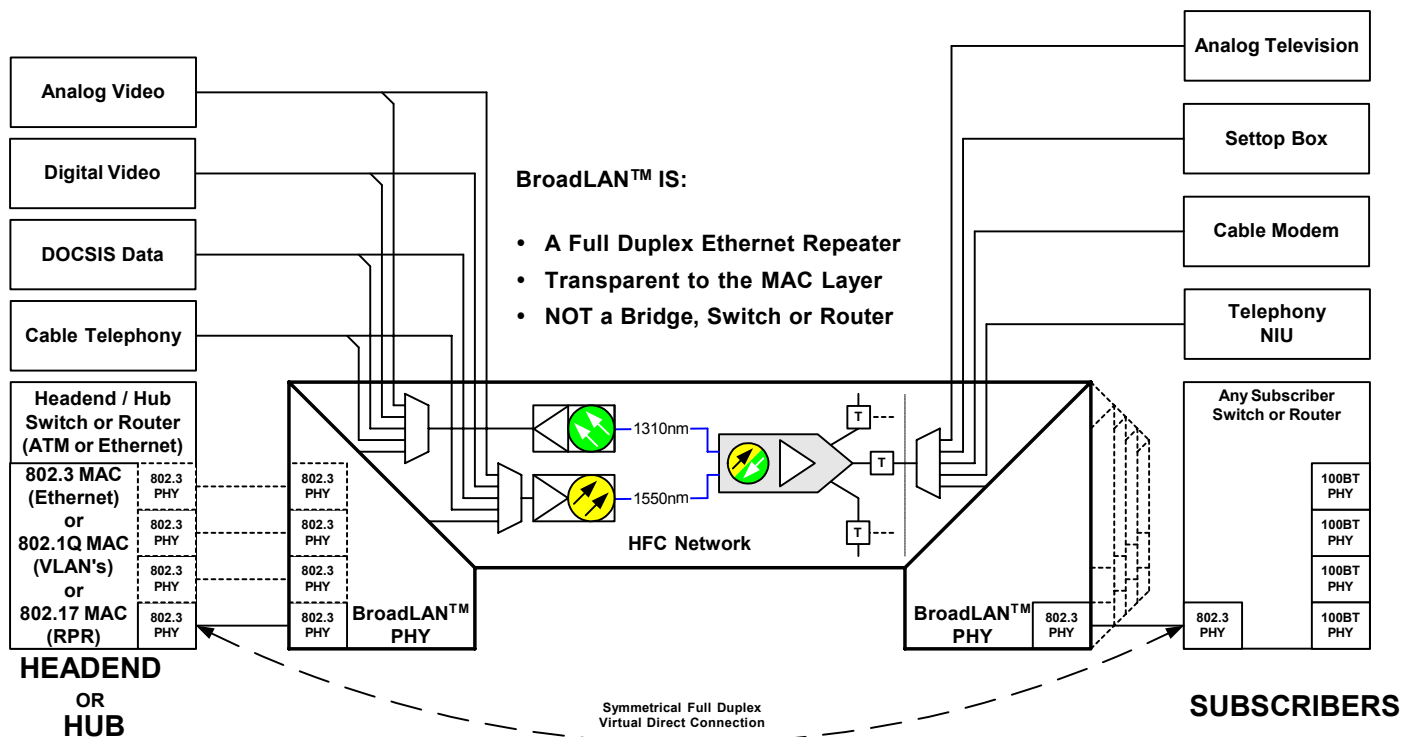 Analog Television
Analog Video
Settop Box
Digital Video
BroadLAN™ IS:
Cable Modem
DOCSIS Data
• A Full Duplex Ethernet Repeater
• Transparent to the MAC Layer
• NOT a Bridge, Switch or Router
Cable Telephony
Telephony
NIU
Headend / Hub
Switch or Router
(ATM or Ethernet)
802.3 MAC
(Ethernet)
or
802.1Q MAC
(VLAN's)
or
802.17 MAC
(RPR)
802.3
PHY
802.3
PHY
802.3
PHY
802.3
PHY
802.3
PHY
802.3
PHY
802.3
PHY
802.3
PHY
BroadLAN™
PHY
1310nm
1550nm
HFC Network
T
T
T
BroadLAN™
PHY
802.3
PHY
Any Subscriber
Switch or Router
100BT
PHY
100BT
PHY
100BT
PHY
802.3
PHY
100BT
PHY
HEADEND
OR
HUB
Symmetrical Full Duplex
Virtual Direct Connection
SUBSCRIBERS